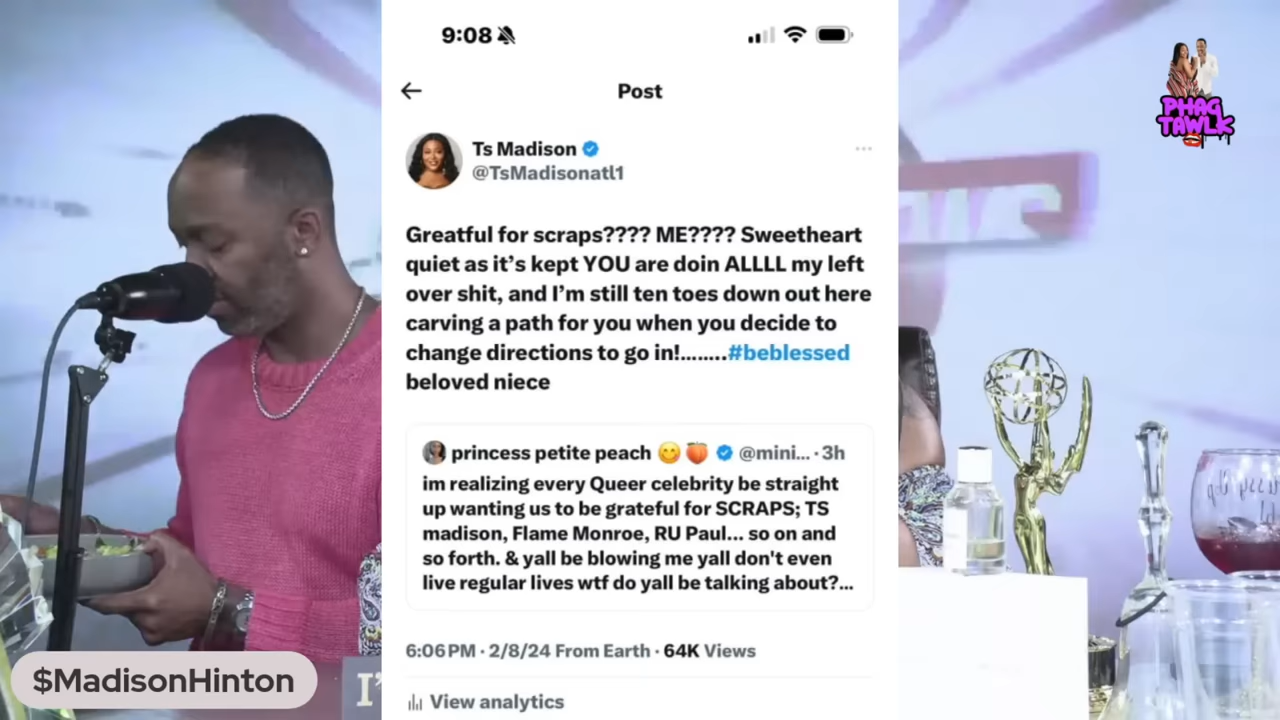 9:08
Post
Ts Madison
@TsMadisonatl1
Greatful for scraps???? ME???? Sweetheart
quiet as it’s kept YOU are doin ALLLL my left
over shit, and I’m still ten toes down out here
carving a path for you when you decide to
change directions to go in!........#beblessed
beloved niece
princess petite peach 😋 🍑 @mini... · 3h
im realizing every Queer celebrity be straight
up wanting us to be grateful for SCRAPS; TS
madison, Flame Monroe, RU Paul... so on and
so forth. & yall be blowing me yall don't even
live regular lives wtf do yall be talking about?...
6:06 PM · 2/8/24 From Earth · 64K Views
View analytics
PHAG
TAWLK
$MadisonHinton
I'